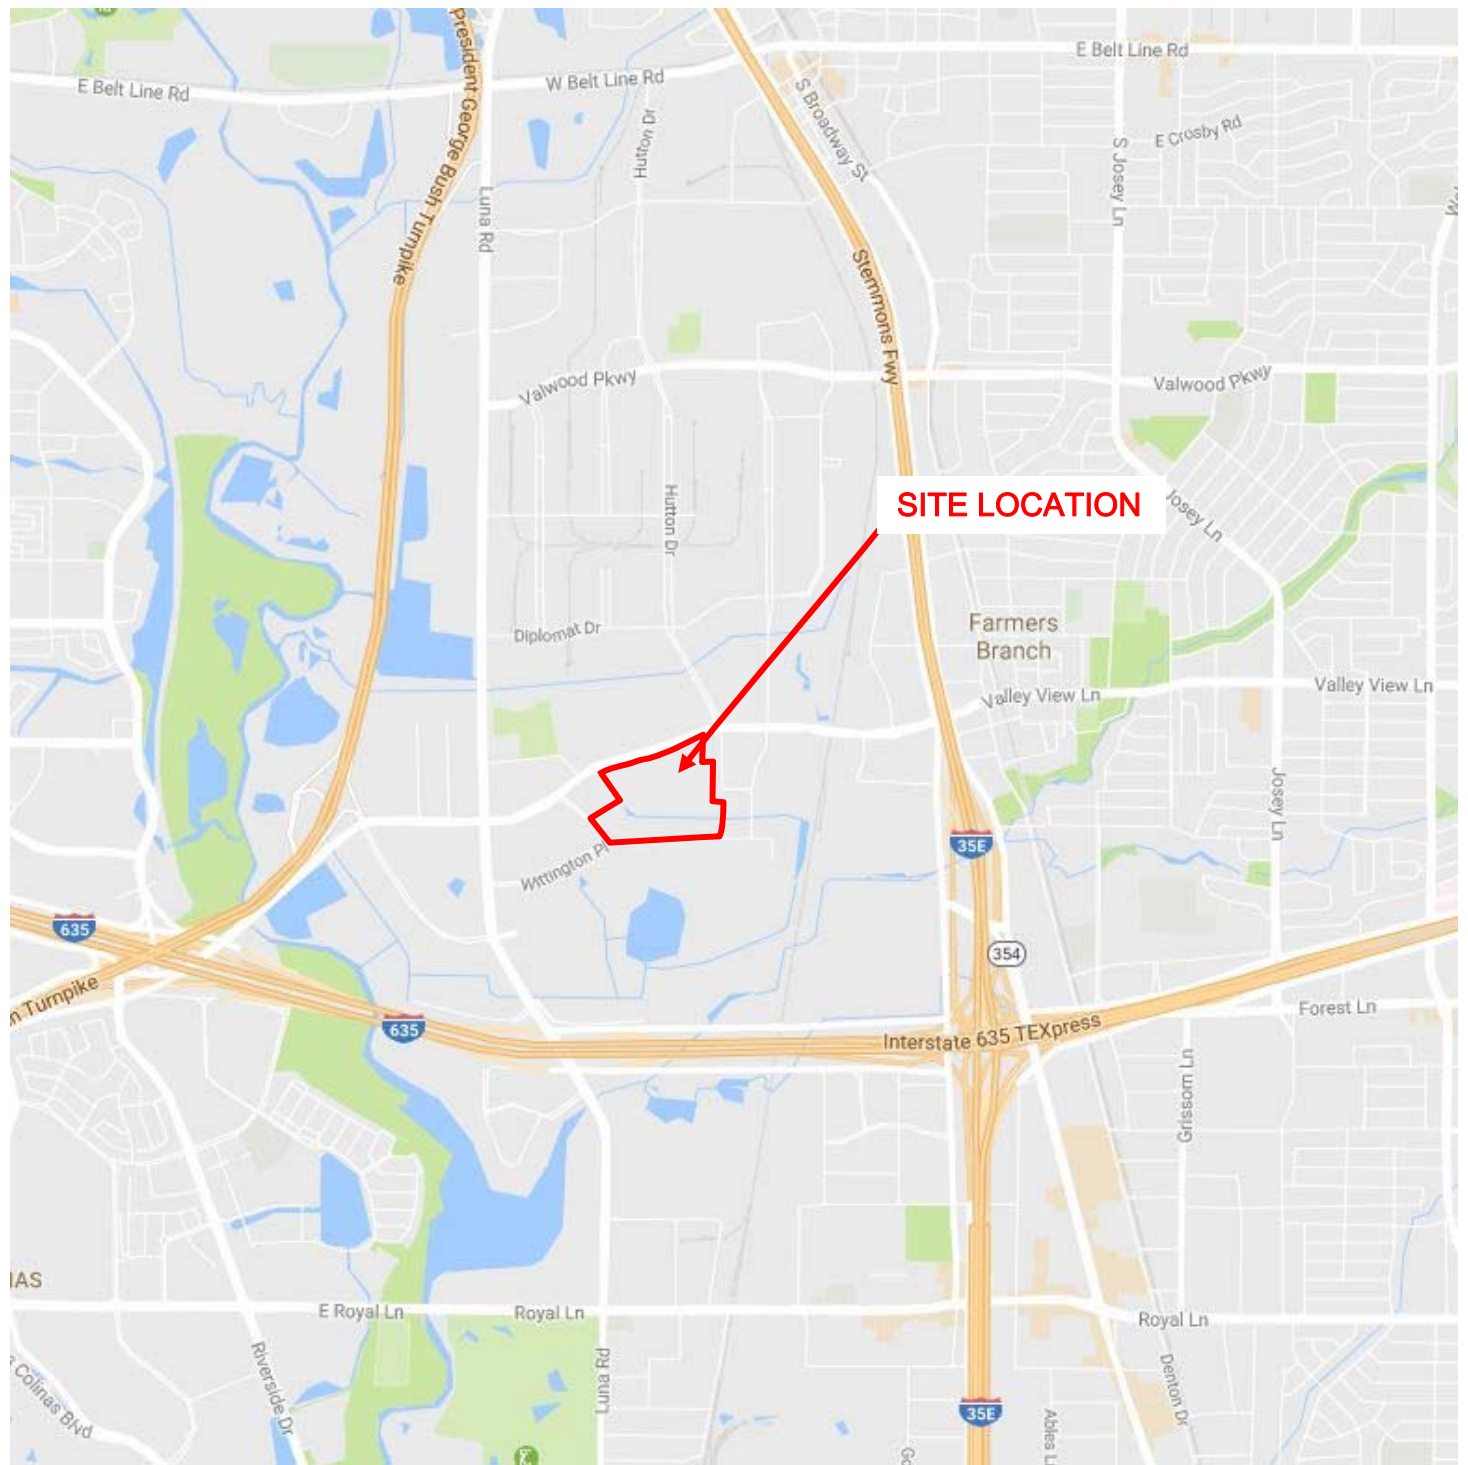 President George Bush Turnpike
E Belt Line Rd
E Belt Line Rd
W Belt Line Rd
Hutton Dr
S Broadway St
E Crosby Rd
S Josey Ln
Luna Rd
Stemmons Fwy
Valwood Pkwy
Valwood Pkwy
SITE LOCATION
Hutton Dr
Josey Ln
Diplomat Dr
Farmers
Branch
Valley View Ln
Valley View Ln
Josey Ln
35E
Wittington Pl
635
354
Turnpike
635
Interstate 635 TEXpress
Forest Ln
Grissom Ln
IAS
E Royal Ln
Royal Ln
Royal Ln
Colinas Blvd
Riverside Dr
Luna Rd
Denton Dr
35E
Ables L